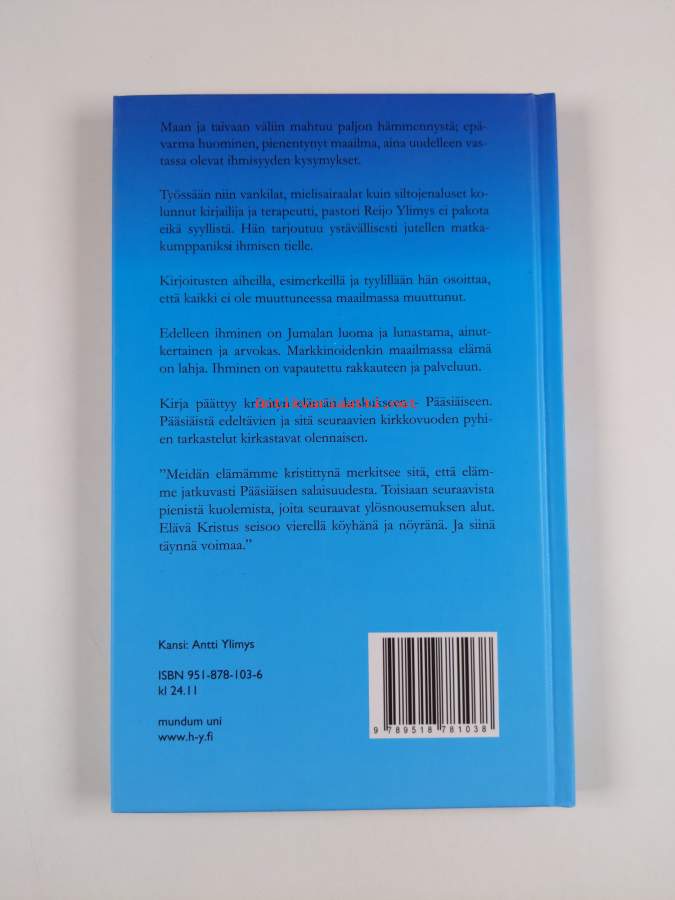 Maan ja taivaan väliin mahtuu paljon hämmennystä; epä-
varma huominen, pienentynyt maailma, aina uudelleen vas-
tassa olevat ihmisyyden kysymykset.
Työssään niin vankilat, mielisairaalat kuin siltojenaluset ko-
lunnut kirjailija ja terapeutti, pastori Reijo Ylimys ei pakota
eikä syyllistä. Hän tarjoutuu ystävällisesti jutellen matka-
kumppaniksi ihmisen tielle.
Kirjoitusten aiheilla, esimerkeillä ja tyylillään hän osoittaa,
että kaikki ei ole muuttuneessa maailmassa muuttunut.
Edelleen ihminen on Jumalan luoma ja lunastama, ainut-
kertainen ja arvokas. Markkinoidenkin maailmassa elämä
on lahja. Ihminen on vapautettu rakkauteen ja palveluun.
Kirja päättyy kristityn elämän Pääsiäiseen.
Pääsiäistä edeltävien ja sitä seuraavien kirkkovuoden pyhi-
en tarkastelut kirkastavat olennaisen.
”Meidän elämämme kristittynä merkitsee sitä, että eläm-
me jatkuvasti Pääsiäisen salaisuudesta. Toisiaan seuraavista
pienistä kuolemista, joita seuraavat ylösnousemuksen alut.
Elävä Kristus seisoo vierellä köyhänä ja nöyränä. Ja siinä
täynnä voimaa.”
Kansi: Antti Ylimys
ISBN 951-878-103-6
kl 24.11
mundum uni
www.h-y.fi
9 789518 781038